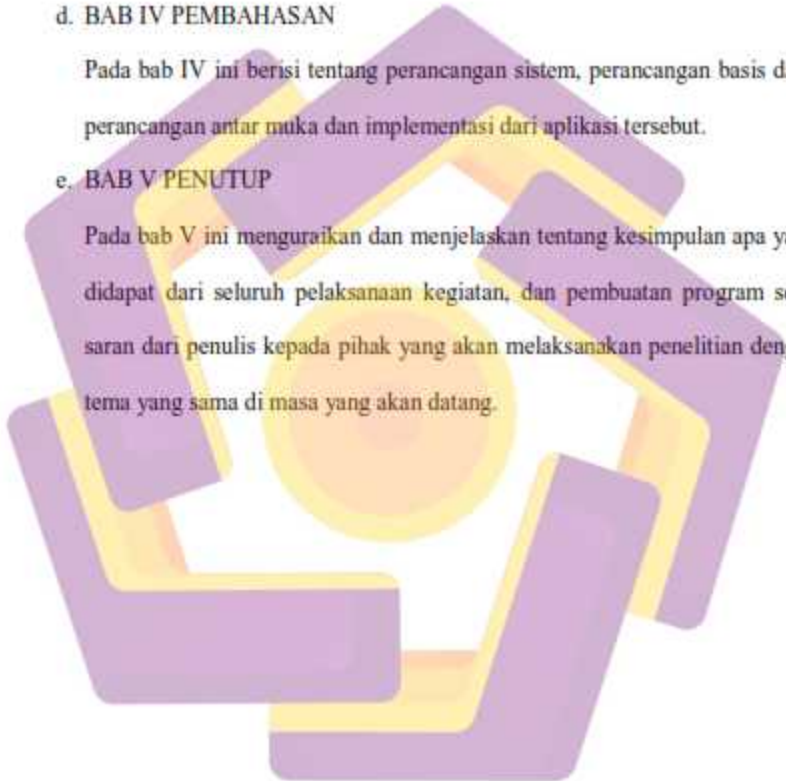 d. BAB IV PEMBAHASAN
Pada bab IV ini berisi tentang perancangan sistem, perancangan basis
perancangan antar muka dan implementasi dari aplikasi tersebut.
e. BAB V PENUTUP
Pada bab V ini menguraikan dan menjelaskan tentang kesimpulan apa
didapat dari seluruh pelaksanaan kegiatan, dan pembuatan program
saran dari penulis kepada pihak yang akan melaksanakan penelitian
tema yang sama di masa yang akan datang.